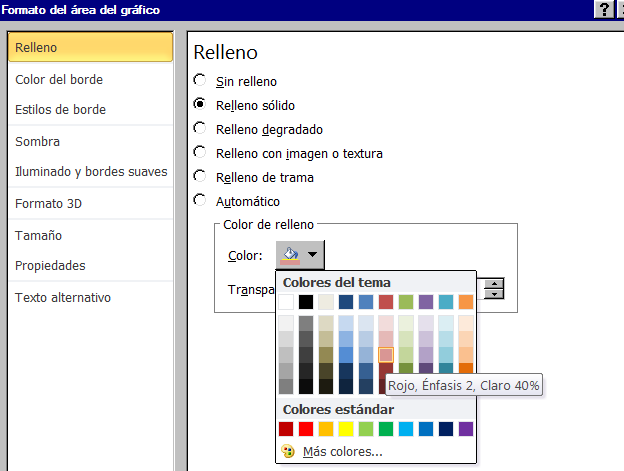 Formato del área del gráfico
?
Relleno
Color del borde
Estilos de borde
Sombra
Iluminado y bordes suaves
Formato 3D
Tamaño
Propiedades
Texto alternativo
Relleno
Sin relleno
Relleno sólido
Relleno degradado
Relleno con imagen o textura
Relleno de trama
Automático
Color de relleno
Color:
Transpa
Colores del tema
Rojo, Énfasis 2, Claro 40%
Colores estándar
Más colores...